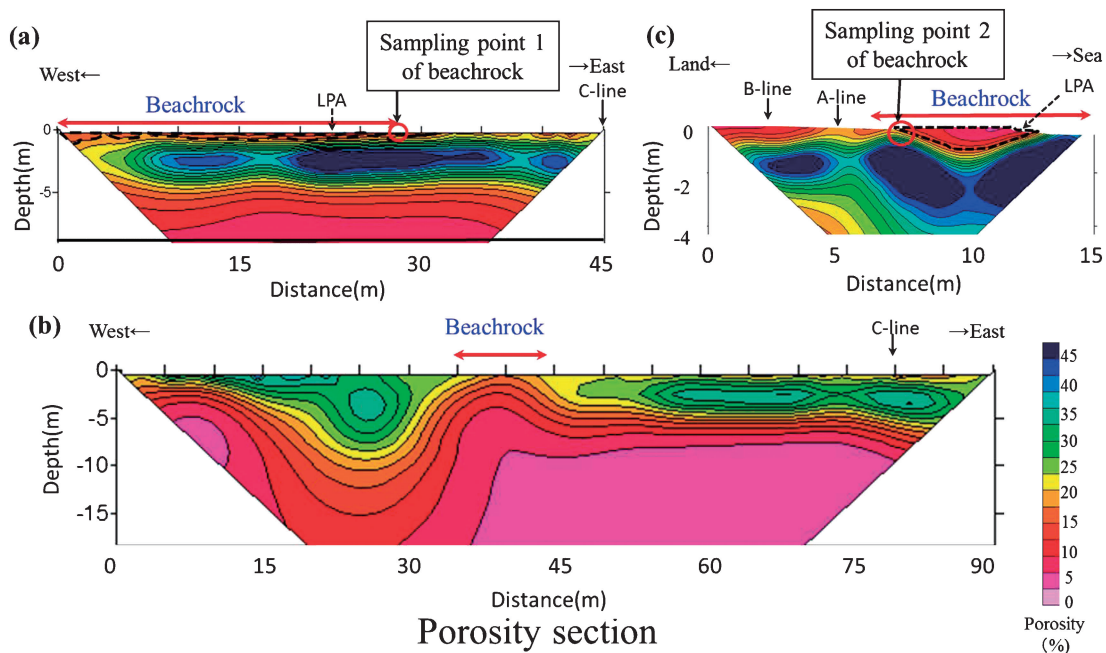 (a)
Sampling point 1
of beachrock
West←
→East
C-line
Beachrock
LPA
0
-5
Depth(m)
0 15 30 45
Distance(m)
(c)
Sampling point 2
of beachrock
Land←
→Sea
B-line
A-line
Beachrock
LPA
0
-2
-4
Depth(m)
0 5 10 15
Distance(m)
(b)
West←
Beachrock
C-line
→East
0
-5
-10
-15
Depth(m)
0 15 30 45 60 75 90
Distance(m)
45
40
35
30
25
20
15
10
5
0
Porosity
(%)
Porosity section